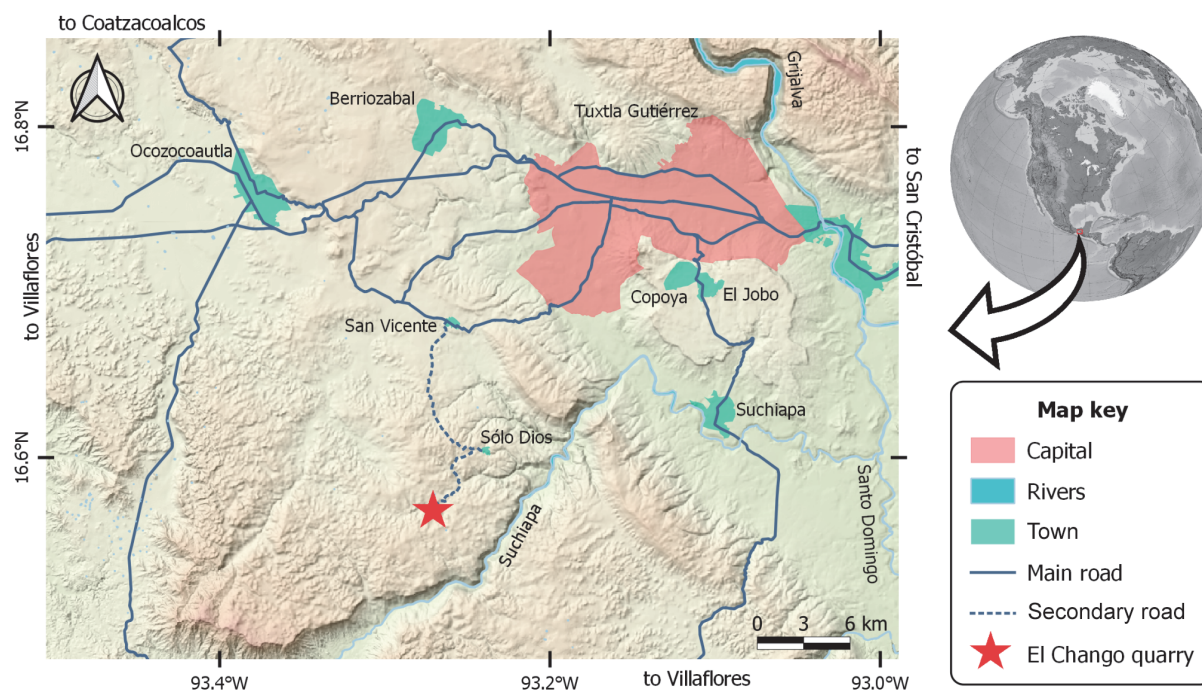 to Coatzacoalcos
Grijalva
Berriozabal
Tuxtla Gutiérrez
16.8°N
Ocozocoautla
to San Cristóbal
to Villaflores
Copoya
El Jobo
San Vicente
Suchiapa
Sólo Dios
16.6°N
Suchiapa
Santo Domingo
0 3 6 km
93.4°W
93.2°W
to Villaflores
93.0°W
Map key
Capital
Rivers
Town
Main road
Secondary road
El Chango quarry